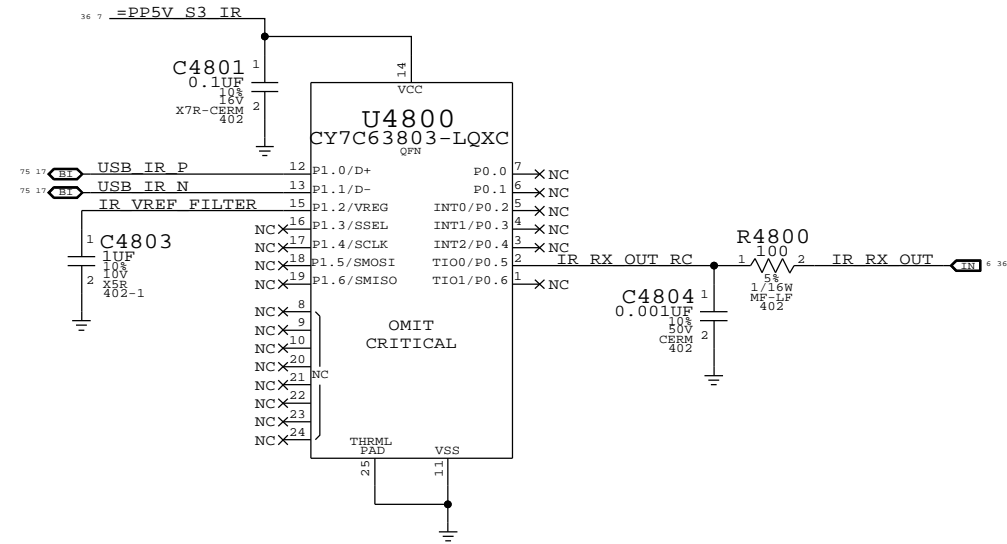 36 7 =PP5V_S3_IR
C4801 1
0.1UF
10%
16V
X7R-CERM 2
402
14
VCC
U4800
CY7C63803-LQXC
QFN
75 17 BI USB_IR_P 12 P1.0/D+ P0.0 7 NC
75 17 BI USB_IR_N 13 P1.1/D- P0.1 6 NC
IR_VREF_FILTER 15 P1.2/VREG INT0/P0.2 5 NC
NC 16 P1.3/SSEL INT1/P0.3 4 NC
NC 17 P1.4/SCLK INT2/P0.4 3 NC
NC 18 P1.5/SMOSI TIO0/P0.5 2 IR_RX_OUT_RC
NC 19 P1.6/SMISO TIO1/P0.6 1 NC
1 C4803
1UF
10%
10V
2 X5R
402-1
R4800
100
1 2 IR_RX_OUT IN 6 36
5%
1/16W
MF-LF
402
C4804 1
0.001UF
10%
50V 2
CERM
402
NC 8
NC 9
NC 10
NC 20
NC 21
NC 22
NC 23
NC 24
NC
OMIT
CRITICAL
THRML
PAD VSS
25 11